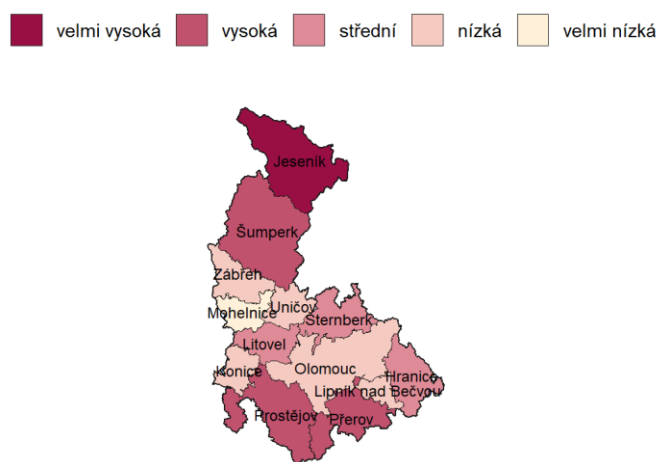 velmi vysoká
vysoká
střední
nízká
velmi nízká
Jeseník
Šumperk
Zábřeh
Mohelnice
Uničov
Šternberk
Litovel
Olomouc
Konice
Hranice
Lipník nad Bečvou
Prostějov
Přerov